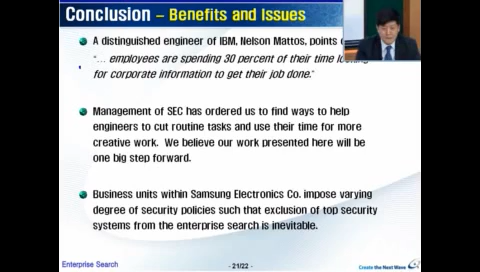 Conclusion – Benefits and Issues
A distinguished engineer of IBM, Nelson Mattos, points
"... employees are spending 30 percent of their time
for corporate information to get their job done."
Management of SEC has ordered us to find ways to help
engineers to cut routine tasks and use their time for more
creative work. We believe our work presented here will be
one big step forward.
Business units within Samsung Electronics Co. impose varying
degree of security policies such that exclusion of top security
systems from the enterprise search is inevitable.
Enterprise Search
- 21/22 -
Create the Next Wave